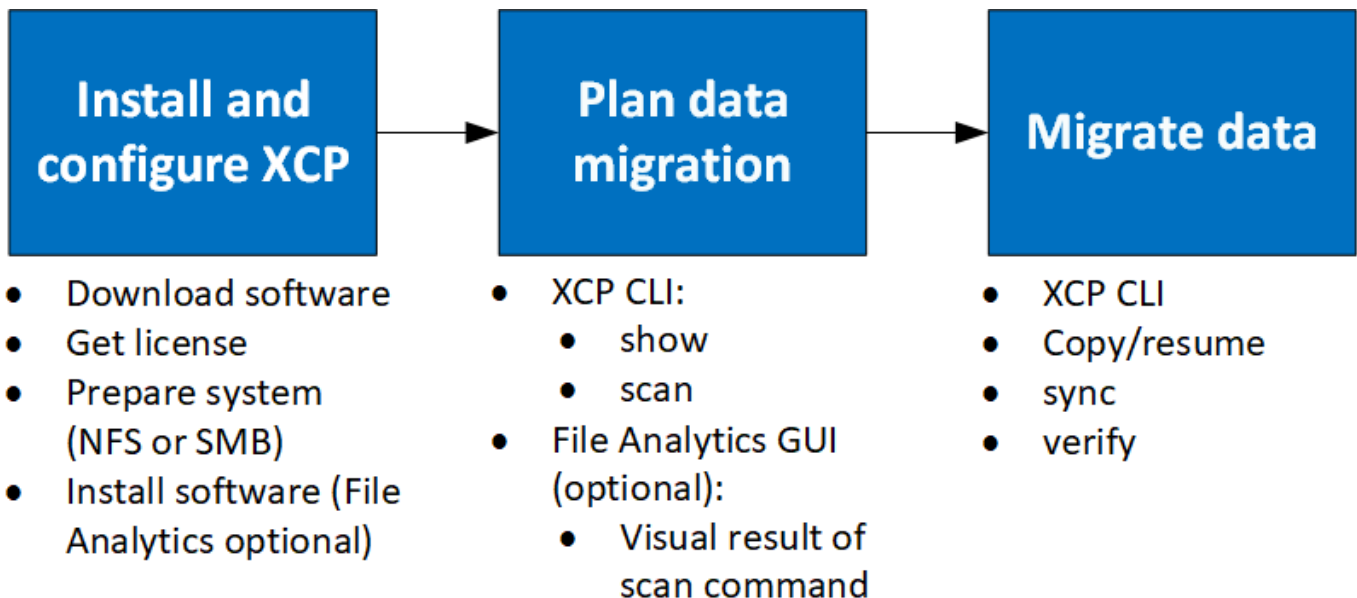 Install and
configure XCP
Plan data
migration
Migrate data
● Download software
● Get license
● Prepare system
(NFS or SMB)
● Install software (File
Analytics optional)
● XCP CLI:
● show
● scan
● File Analytics GUI
(optional):
● Visual result of
scan command
● XCP CLI
● Copy/resume
● sync
● verify